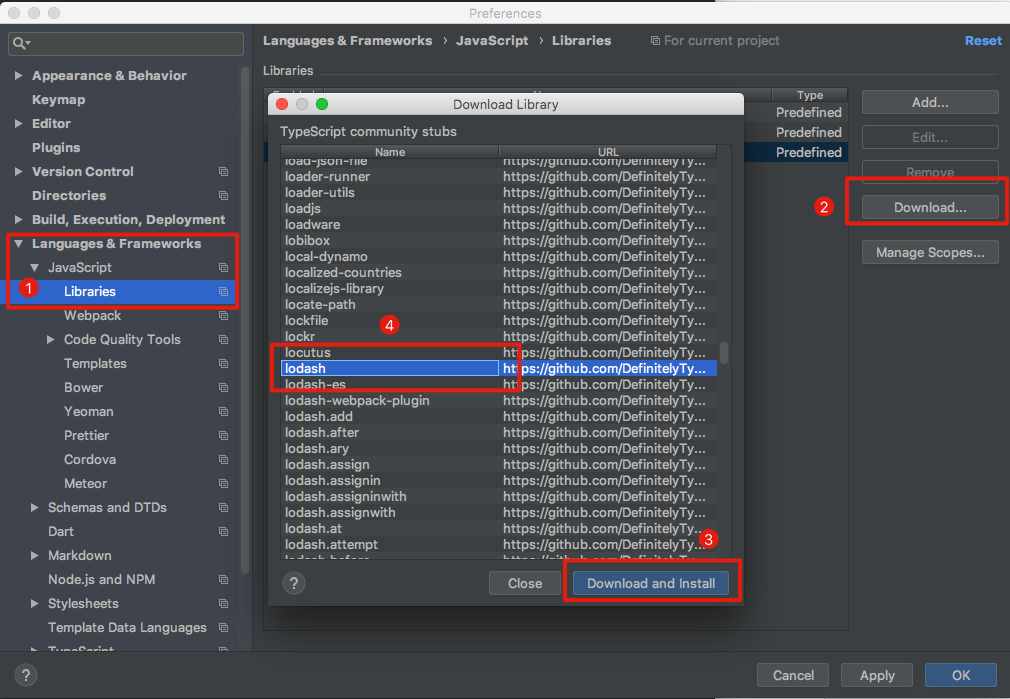 Preferences
Languages & Frameworks › JavaScript › Libraries For current project Reset
Appearance & Behavior
Keymap
Editor
Plugins
Version Control
Directories
Build, Execution, Deployment
Languages & Frameworks
JavaScript
1
Libraries
Webpack
Code Quality Tools
Templates
Bower
Yeoman
Prettier
Cordova
Meteor
Schemas and DTDs
Dart
Markdown
Node.js and NPM
Stylesheets
Template Data Languages
TypeScript
Libraries
Type
Predefined
Predefined
Predefined
Add...
Edit...
Remove
2
Download...
Manage Scopes...
Download Library
TypeScript community stubs
Name URL
load-json-file https://github.com/DefinitelyTy...
loader-runner https://github.com/DefinitelyTy...
loader-utils https://github.com/DefinitelyTy...
loadjs https://github.com/DefinitelyTy...
loadware https://github.com/DefinitelyTy...
lobibox https://github.com/DefinitelyTy...
local-dynamo https://github.com/DefinitelyTy...
localized-countries https://github.com/DefinitelyTy...
localizejs-library https://github.com/DefinitelyTy...
locate-path https://github.com/DefinitelyTy...
lockfile https://github.com/DefinitelyTy...
4
lockr https://github.com/DefinitelyTy...
locutus https://github.com/DefinitelyTy...
lodash https://github.com/DefinitelyTy...
lodash-es https://github.com/DefinitelyTy...
lodash-webpack-plugin https://github.com/DefinitelyTy...
lodash.add https://github.com/DefinitelyTy...
lodash.after https://github.com/DefinitelyTy...
lodash.ary https://github.com/DefinitelyTy...
lodash.assign https://github.com/DefinitelyTy...
lodash.assignin https://github.com/DefinitelyTy...
lodash.assigninwith https://github.com/DefinitelyTy...
lodash.assignwith https://github.com/DefinitelyTy...
lodash.at https://github.com/DefinitelyTy...
lodash.attempt https://github.com/DefinitelyTy...
3
? Close Download and Install
? Cancel Apply OK